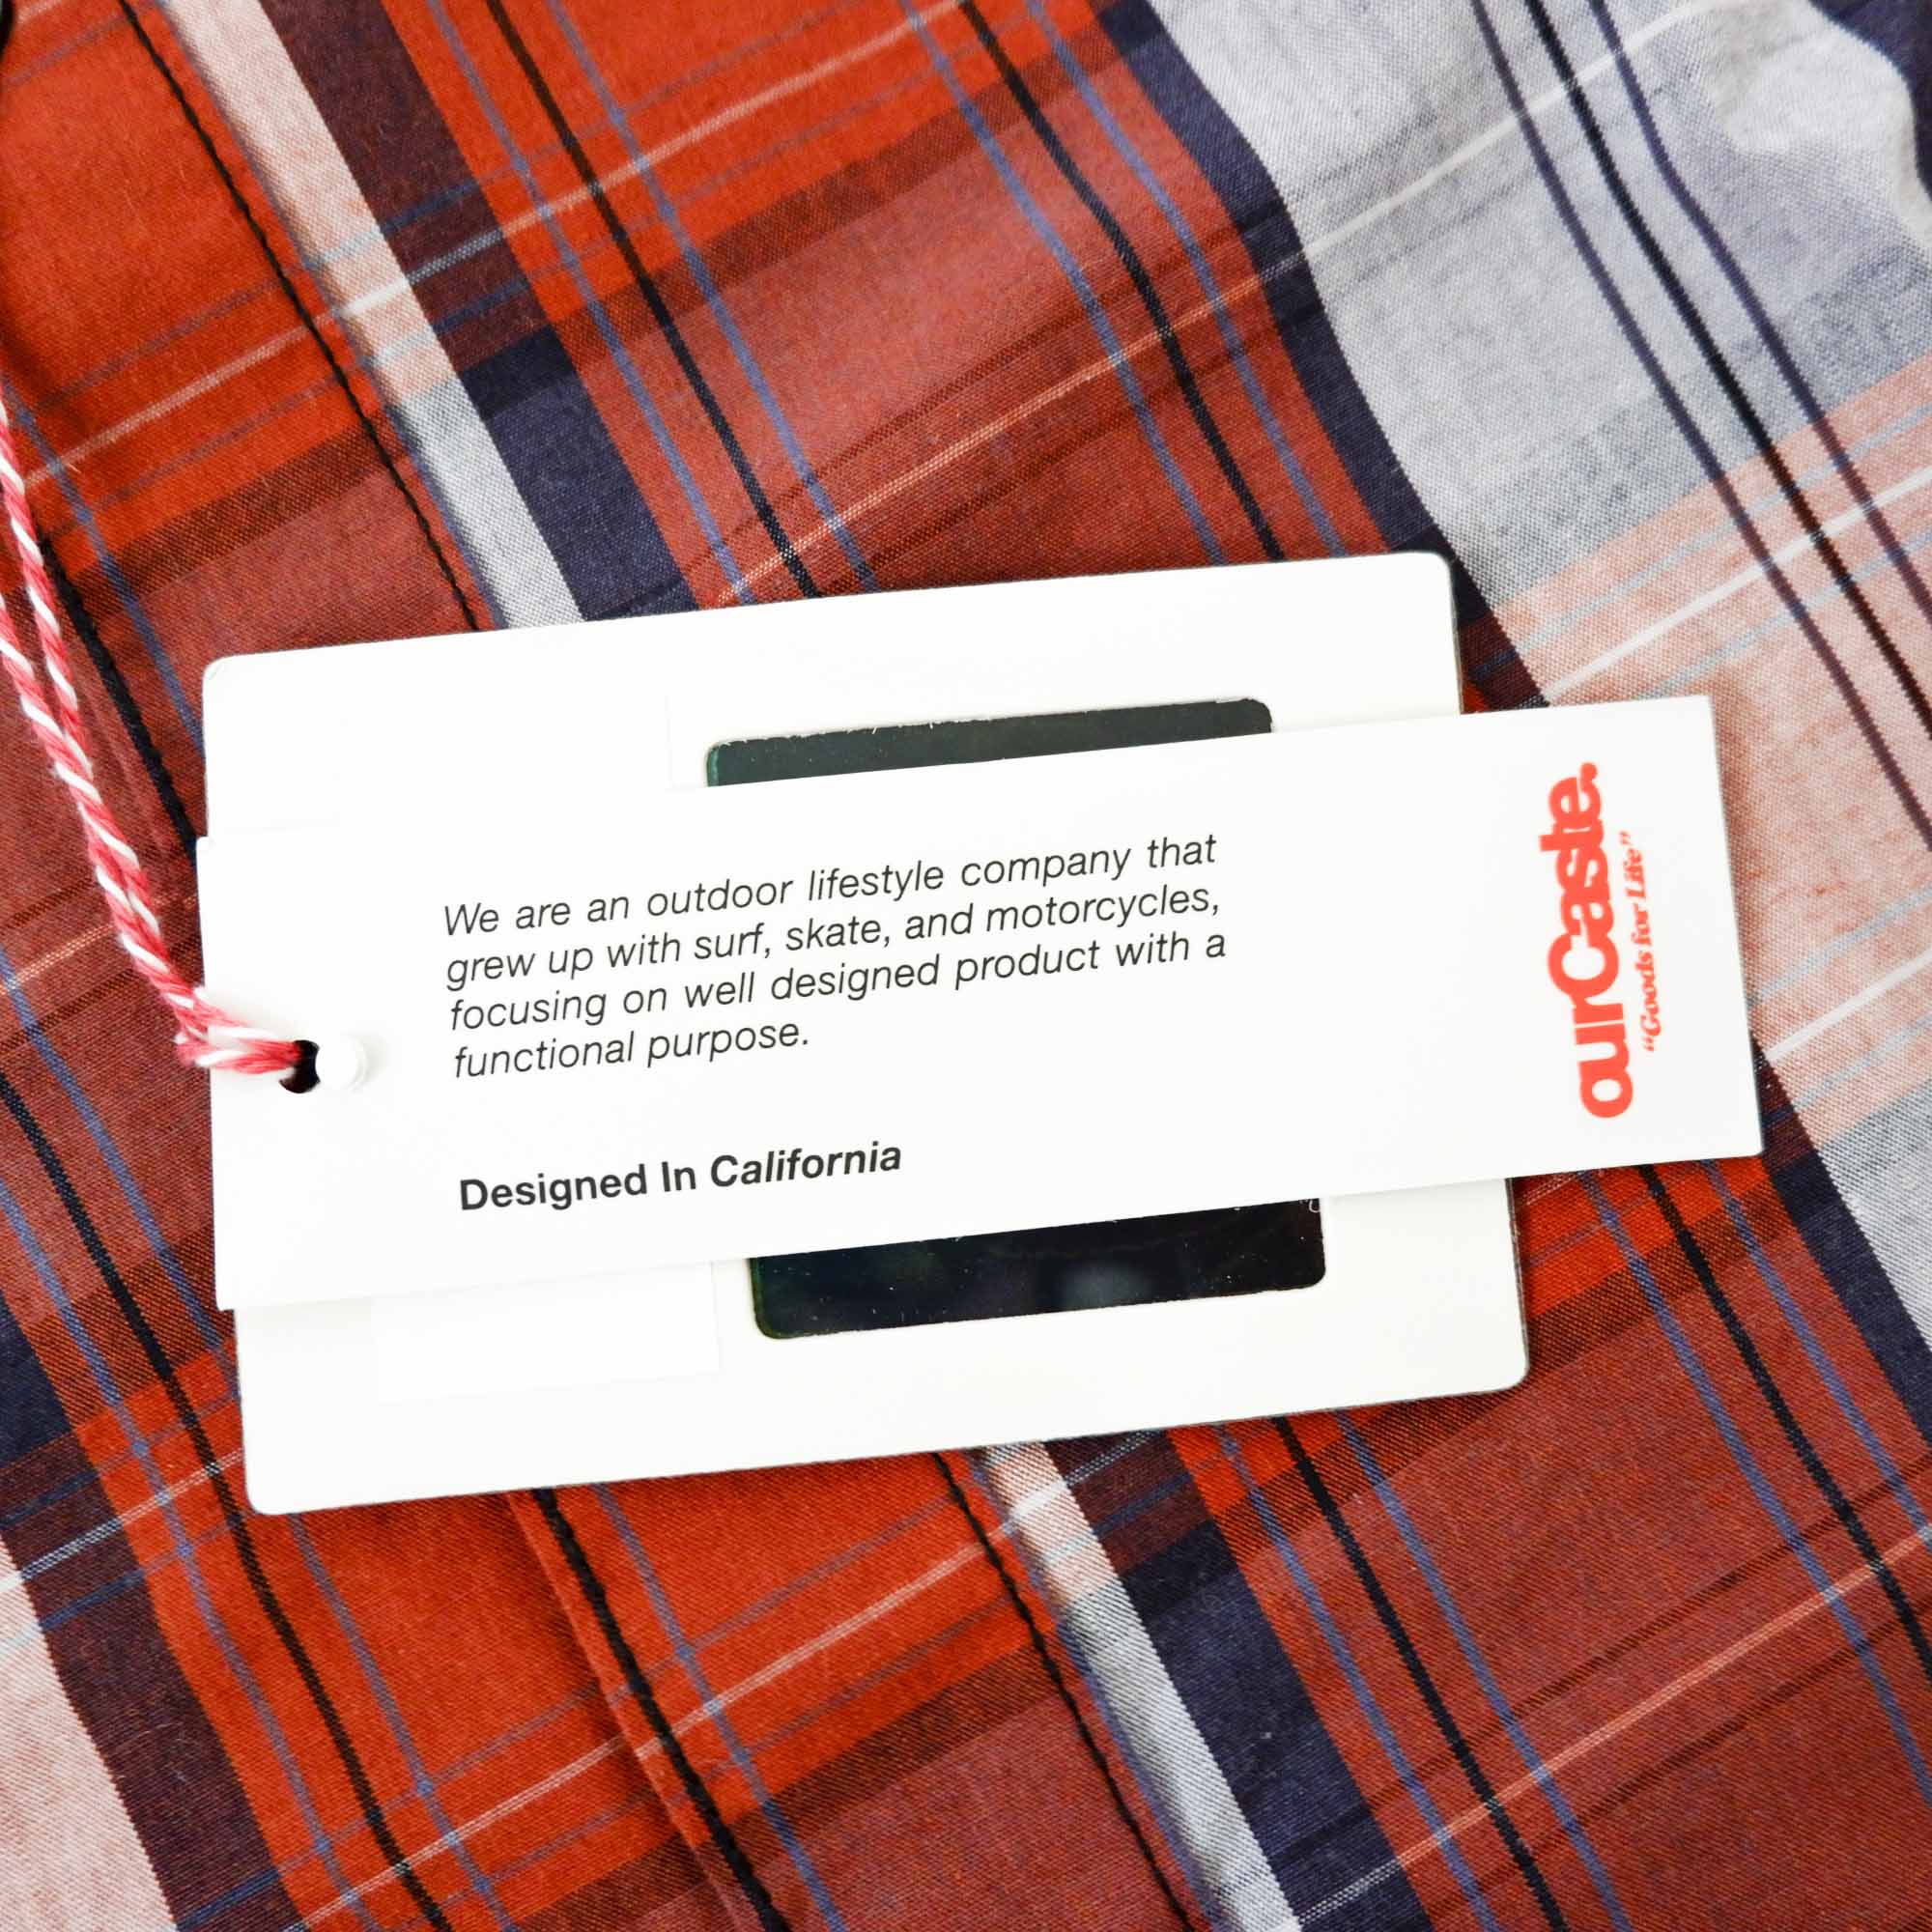 We are an outdoor lifestyle company that
grew up with surf, skate, and motorcycles,
focusing on well designed product with a
functional purpose.
Designed In California
ourCaste.
"Goods for Life"